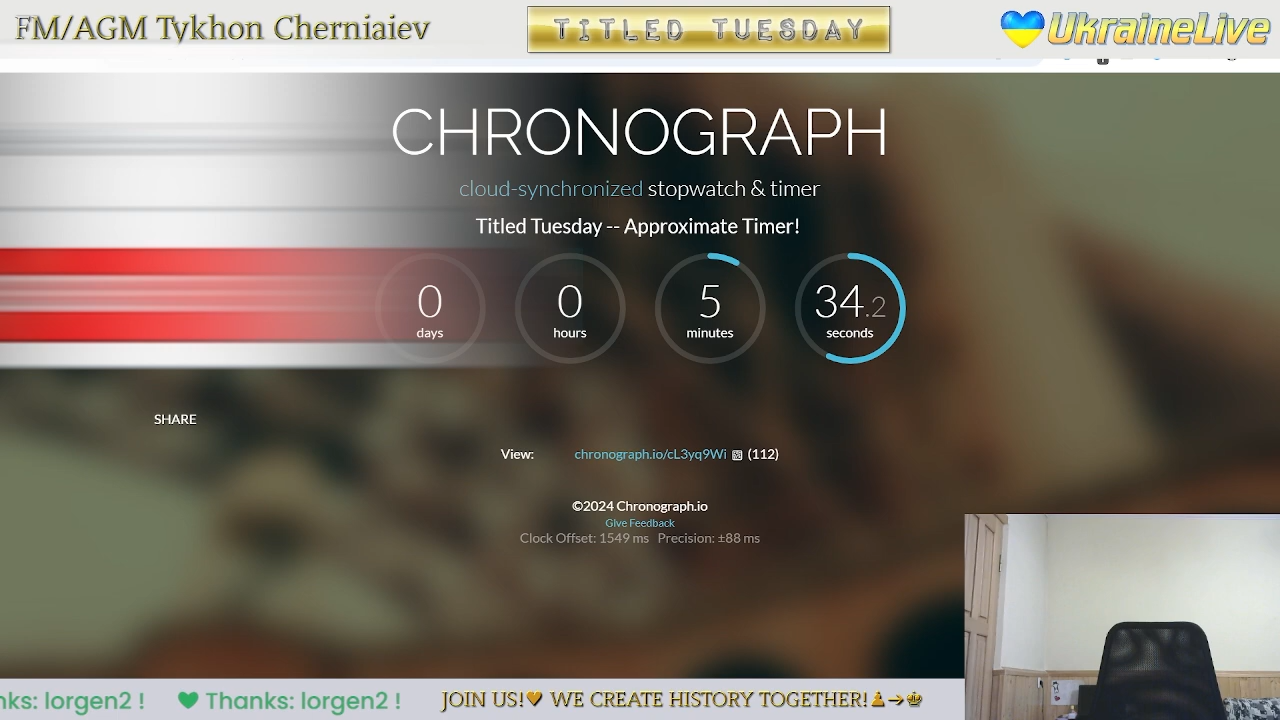 FM/AGM Tykhon Cherniaiev
TITLED TUESDAY
💙UkraineLive
CHRONOGRAPH
cloud-synchronized stopwatch & timer
Titled Tuesday -- Approximate Timer!
0
days
0
hours
5
minutes
34.2
seconds
SHARE
View: chronograph.io/cL3yq9Wi (112)
©2024 Chronograph.io
Give Feedback
Clock Offset: 1549 ms Precision: ±88 ms
nks: lorgen2 ! 💚 Thanks: lorgen2 ! JOIN US!♥ WE CREATE HISTORY TOGETHER!♟→♚